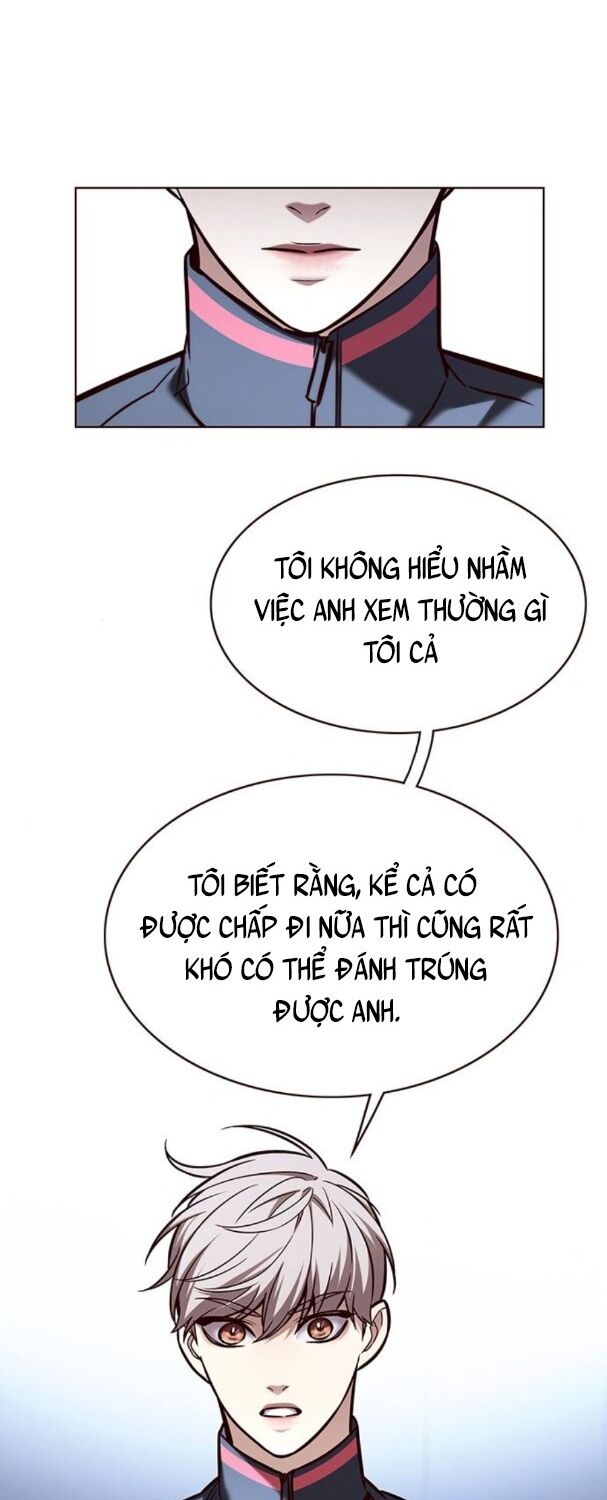 TÔI KHÔNG HIỂU NHẦM
VIỆC ANH XEM THƯỜNG GÌ
TÔI CẢ
TÔI BIẾT RẰNG, KỂ CẢ CÓ
ĐƯỢC CHẤP ĐI NỮA THÌ CŨNG RẤT
KHÓ CÓ THỂ ĐÁNH TRÚNG
ĐƯỢC ANH.